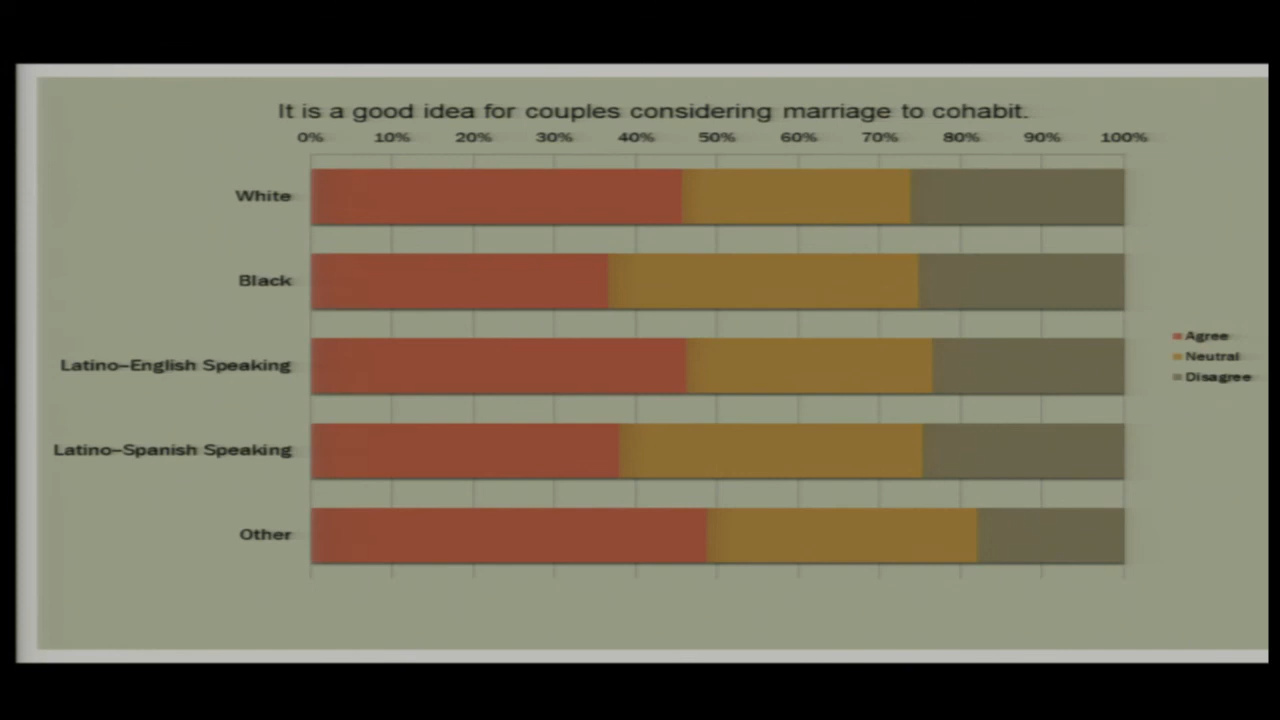 It is a good idea for couples considering marriage to cohabit.
0% 10% 20% 30% 40% 50% 60% 70% 80% 90% 100%
White
Black
Latino–English Speaking
Latino–Spanish Speaking
Other
Agree
Neutral
Disagree